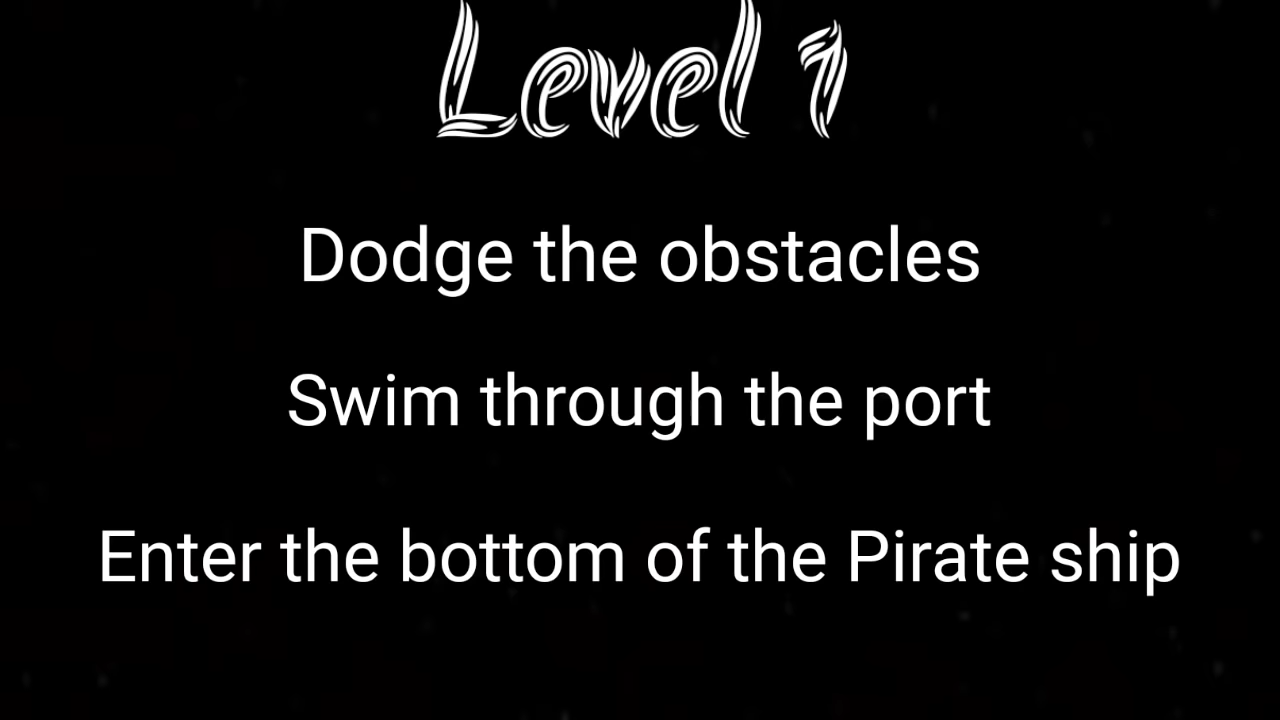 Level 1
Dodge the obstacles
Swim through the port
Enter the bottom of the Pirate ship